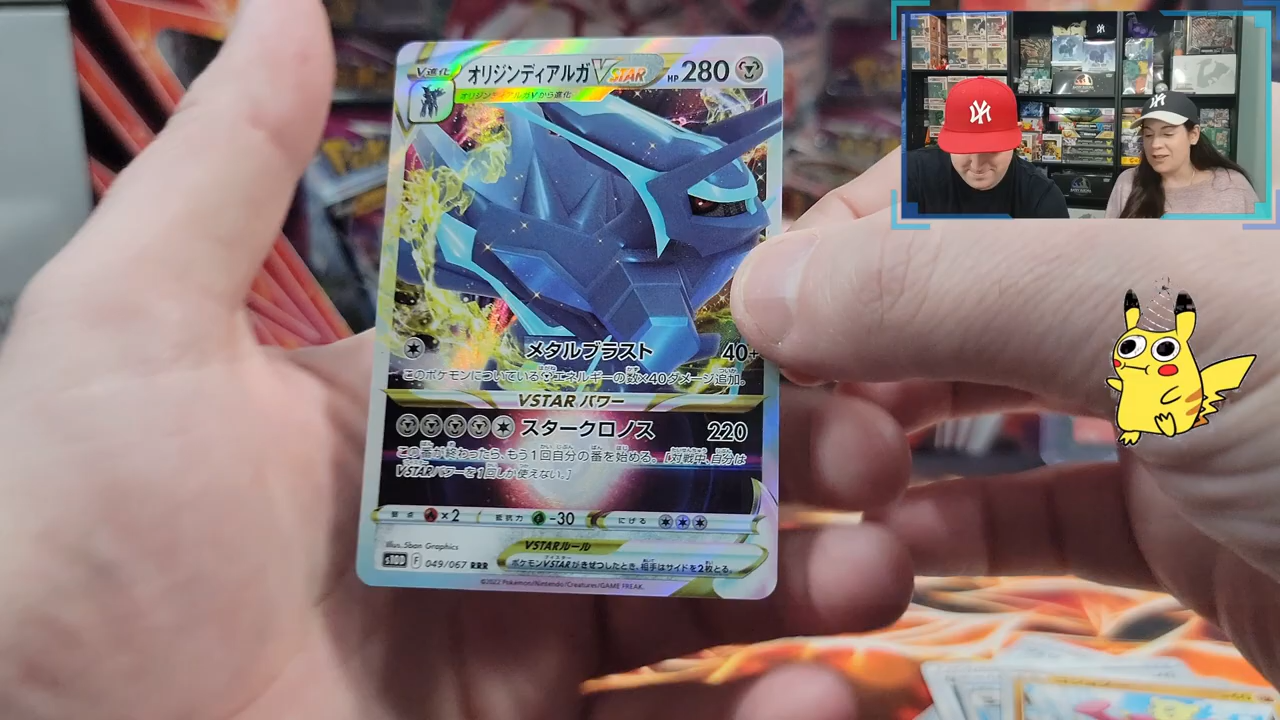 V進化
オリジンディアルガVSTAR HP280
オリジンディアルガVから進化
メタルブラスト 40+
このポケモンについているエネルギーの数×40ダメージ追加。
VSTARパワー
スタークロノス 220
この番が終わったら、もう1回自分の番を始める。[対戦中、自分は
VSTARパワーを1回しか使えない。]
弱点 ×2 抵抗力 -30 にげる
Illus. 5ban Graphics
VSTARルール
ポケモンVSTARがきぜつしたとき、相手はサイドを2枚とる。
s10D F 049/067 RRR
©2022 Pokémon/Nintendo/Creatures/GAME FREAK.